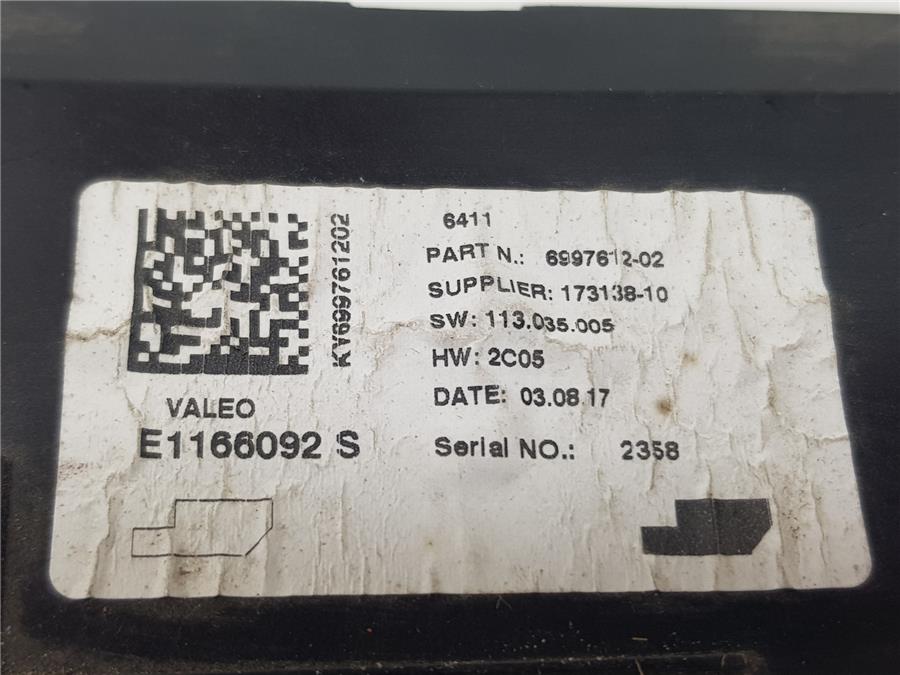 KV699761202
VALEO
E1166092 S
6411
PART N.: 6997612-02
SUPPLIER: 173138-10
SW: 113.035.005
HW: 2C05
DATE: 03.08.17
Serial NO.: 2358